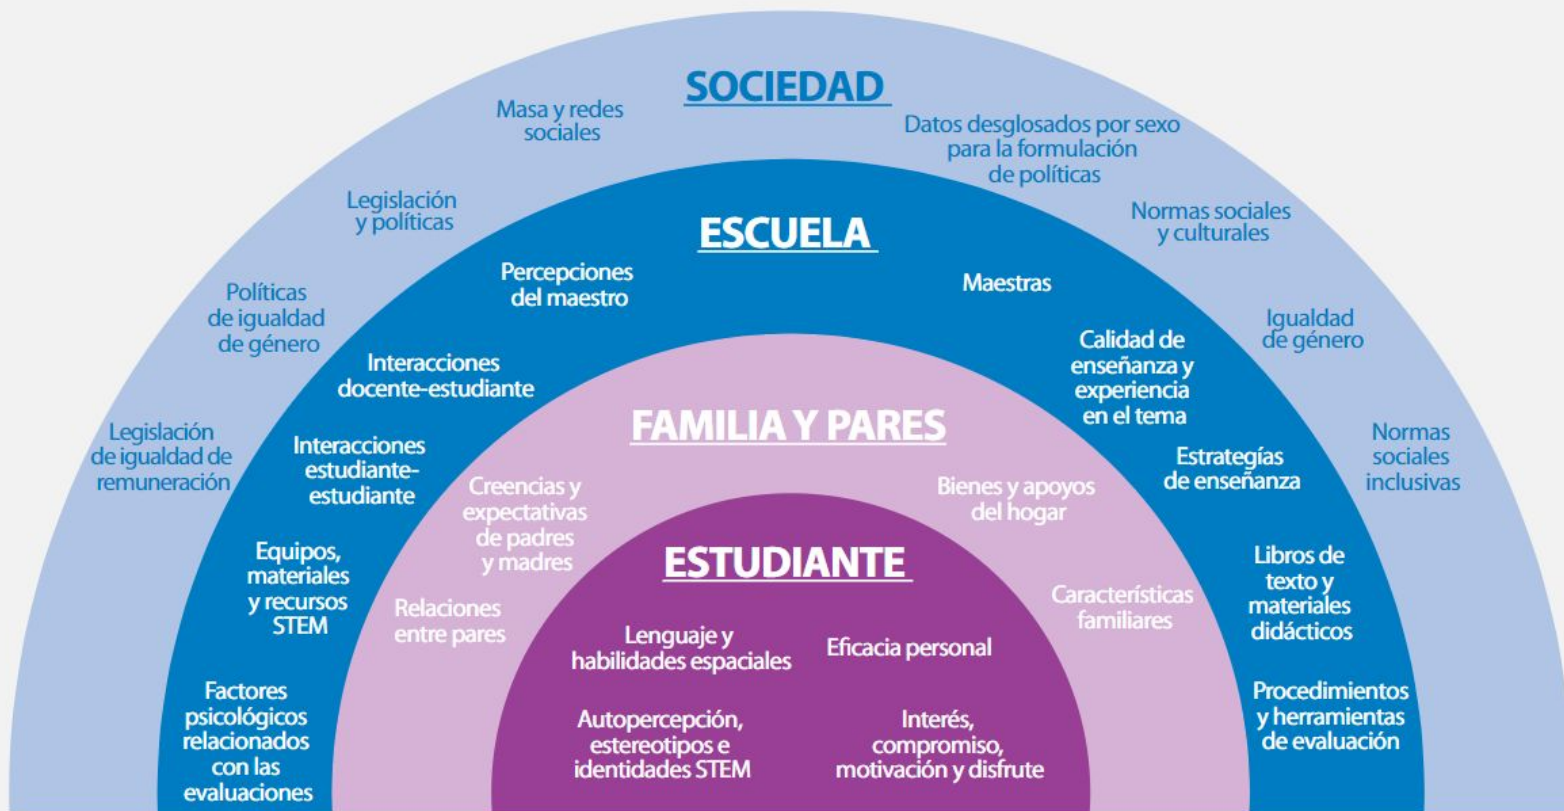 SOCIEDAD
Masa y redes
sociales
Datos desglosados por sexo
para la formulación
de políticas
Legislación
y políticas
Normas sociales
y culturales
Políticas
de igualdad
de género
Igualdad
de género
Legislación
de igualdad de
remuneración
Normas
sociales
inclusivas
ESCUELA
Percepciones
del maestro
Maestras
Interacciones
docente-estudiante
Calidad de
enseñanza y
experiencia
en el tema
Interacciones
estudiante-
estudiante
Estrategías
de enseñanza
Equipos,
materiales
y recursos
STEM
Libros de
texto y
materiales
didácticos
Factores
psicológicos
relacionados
con las
evaluaciones
Procedimientos
y herramientas
de evaluación
FAMILIA Y PARES
Creencias y
expectativas
de padres
y madres
Bienes y apoyos
del hogar
Relaciones
entre pares
Características
familiares
ESTUDIANTE
Lenguaje y
habilidades espaciales
Eficacia personal
Autopercepción,
estereotipos e
identidades STEM
Interés,
compromiso,
motivación y disfrute